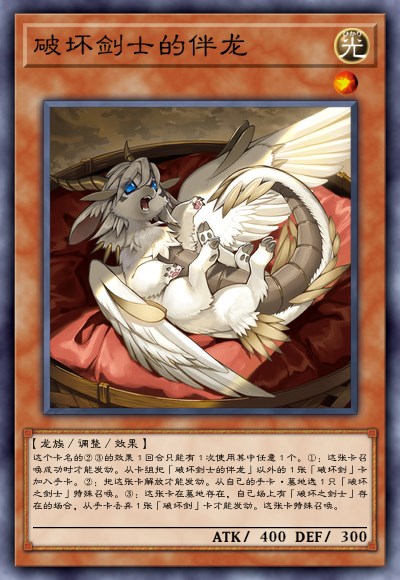 破坏剑士的伴龙
光
【龙族／调整／效果】
这个卡名的②③的效果１回合只能有１次使用其中任意１个。①：这张卡召
唤成功时才能发动。从卡组把「破坏剑士的伴龙」以外的１张「破坏剑」卡
加入手卡。②：把这张卡解放才能发动。从自己的手卡·墓地选１只「破坏
之剑士」特殊召唤。③：这张卡在墓地存在，自己场上有「破坏之剑士」存
在的场合，从手卡丢弃１张「破坏剑」卡才能发动。这张卡特殊召唤。
ATK/ 400 DEF/ 300